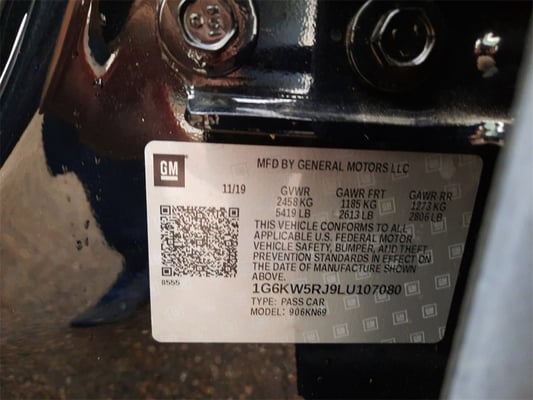 GM
MFD BY GENERAL MOTORS LLC
11/19 GVWR GAWR FRT GAWR RR
2458 KG 1185 KG 1273 KG
5419 LB 2613 LB 2806 LB
THIS VEHICLE CONFORMS TO ALL
APPLICABLE U.S. FEDERAL MOTOR
VEHICLE SAFETY, BUMPER, AND THEFT
PREVENTION STANDARDS IN EFFECT ON
THE DATE OF MANUFACTURE SHOWN
ABOVE.
8555
1G6KW5RJ9LU107080
TYPE: PASS CAR
MODEL: 906KN69